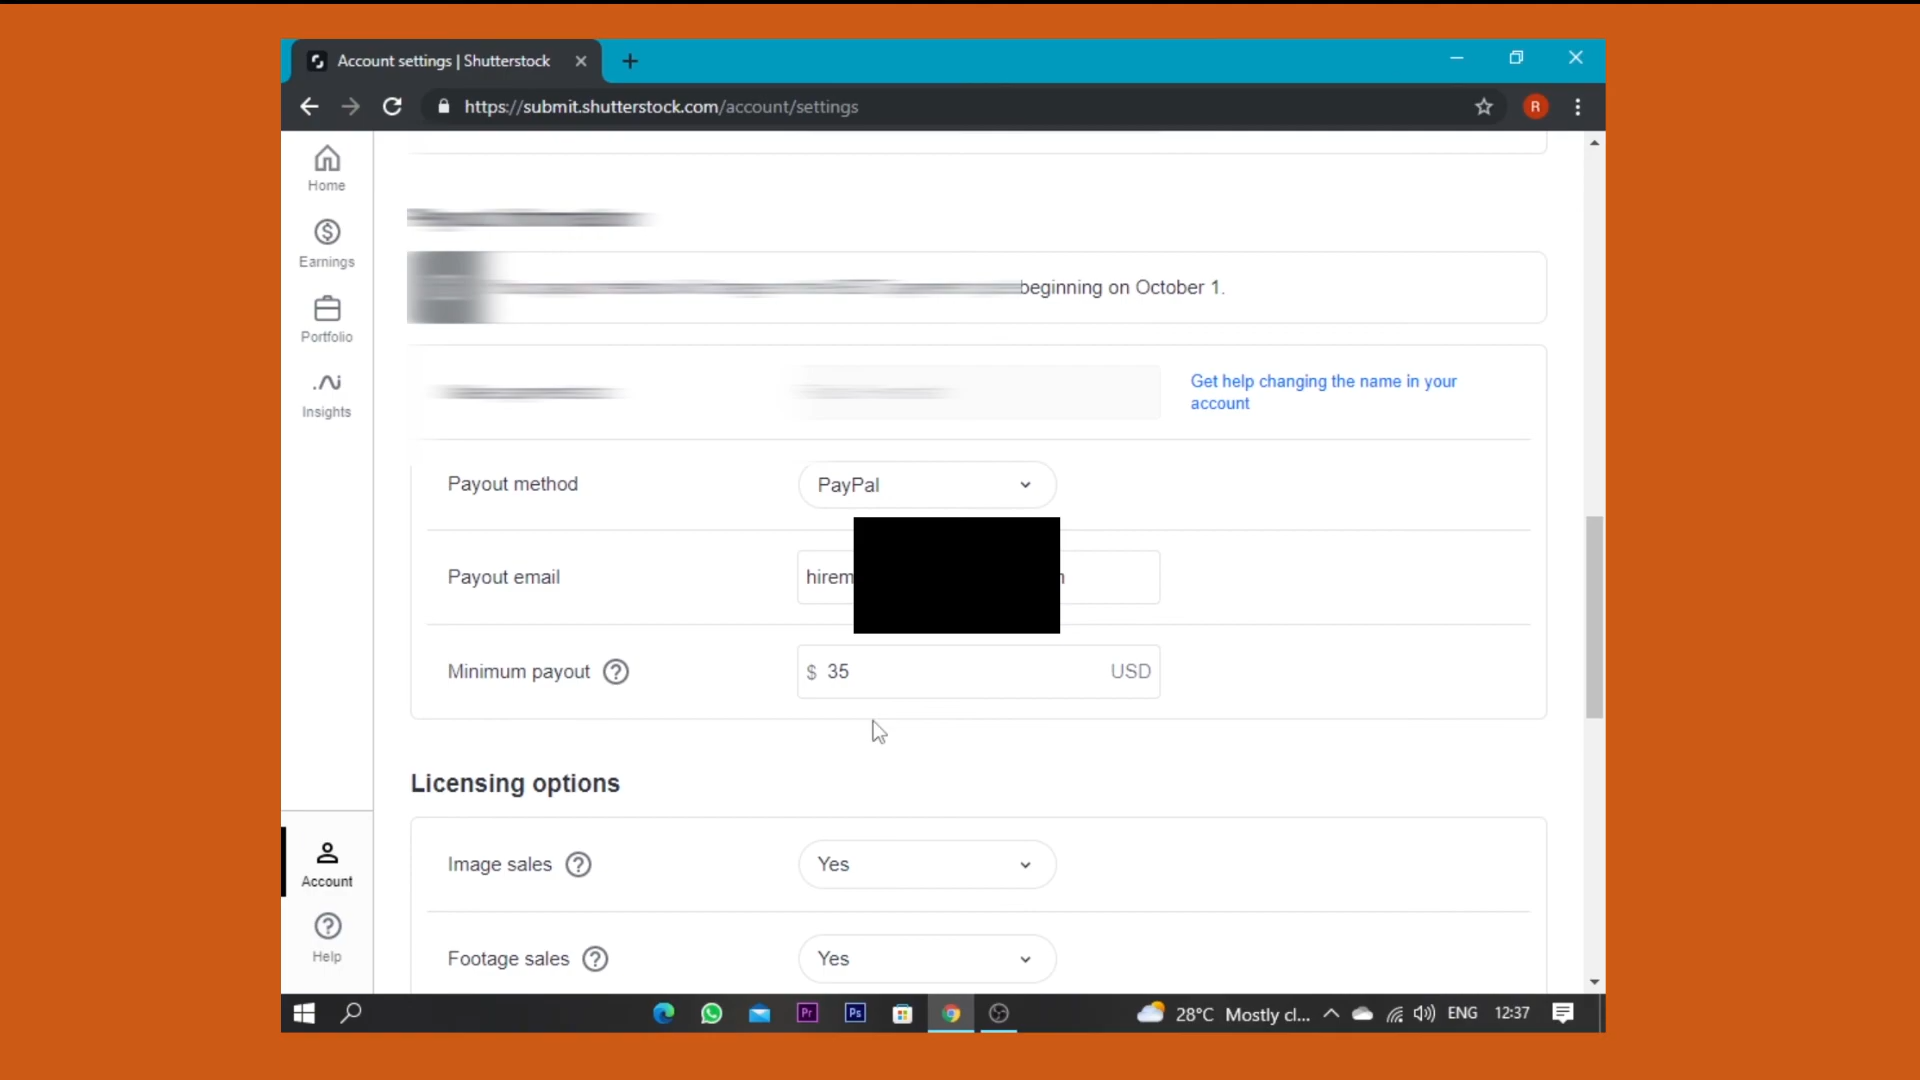 Account settings | Shutterstock
https://submit.shutterstock.com/account/settings
Home
Earnings
Portfolio
Insights
beginning on October 1.
Get help changing the name in your
account
Payout method
PayPal
Payout email
hirem
Minimum payout ?
$ 35 USD
Licensing options
Image sales ?
Yes
Footage sales ?
Yes
Account
Help
R
Pr
Ps
28°C Mostly cl...
ENG
12:37